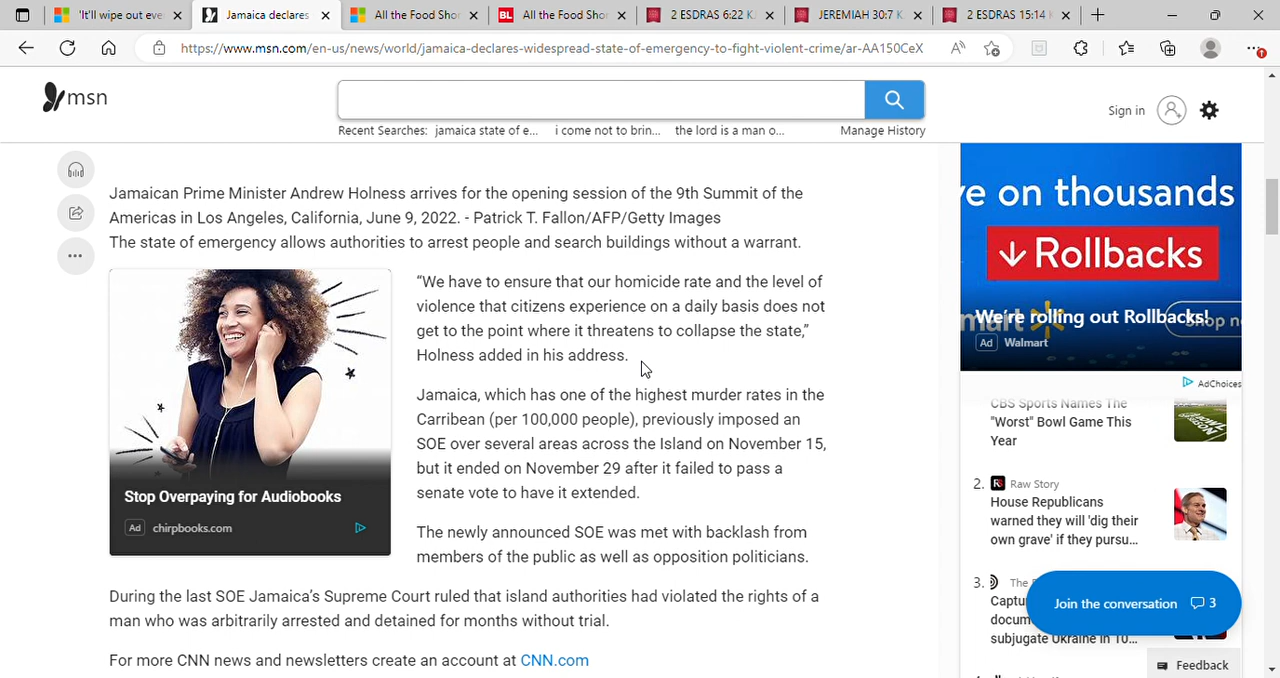 'It'll wipe out eve
Jamaica declares
All the Food Shor
All the Food Shor
2 ESDRAS 6:22 K
JEREMIAH 30:7 K
2 ESDRAS 15:14 K
https://www.msn.com/en-us/news/world/jamaica-declares-widespread-state-of-emergency-to-fight-violent-crime/ar-AA150CeX
msn
Sign in
Recent Searches: jamaica state of e... i come not to brin... the lord is a man o... Manage History
Jamaican Prime Minister Andrew Holness arrives for the opening session of the 9th Summit of the
Americas in Los Angeles, California, June 9, 2022. - Patrick T. Fallon/AFP/Getty Images
The state of emergency allows authorities to arrest people and search buildings without a warrant.
“We have to ensure that our homicide rate and the level of
violence that citizens experience on a daily basis does not
get to the point where it threatens to collapse the state,”
Holness added in his address.
Stop Overpaying for Audiobooks
Ad chirpbooks.com
Jamaica, which has one of the highest murder rates in the
Carribean (per 100,000 people), previously imposed an
SOE over several areas across the Island on November 15,
but it ended on November 29 after it failed to pass a
senate vote to have it extended.
The newly announced SOE was met with backlash from
members of the public as well as opposition politicians.
During the last SOE Jamaica’s Supreme Court ruled that island authorities had violated the rights of a
man who was arbitrarily arrested and detained for months without trial.
For more CNN news and newsletters create an account at CNN.com
ve on thousands
Rollbacks
We're rolling out Rollbacks!
Ad Walmart
AdChoices
CBS Sports Names The
"Worst" Bowl Game This
Year
2. Raw Story
House Republicans
warned they will 'dig their
own grave' if they pursu...
3. The
Captu
docum
subjugate Ukraine in 10...
Join the conversation 3
Feedback